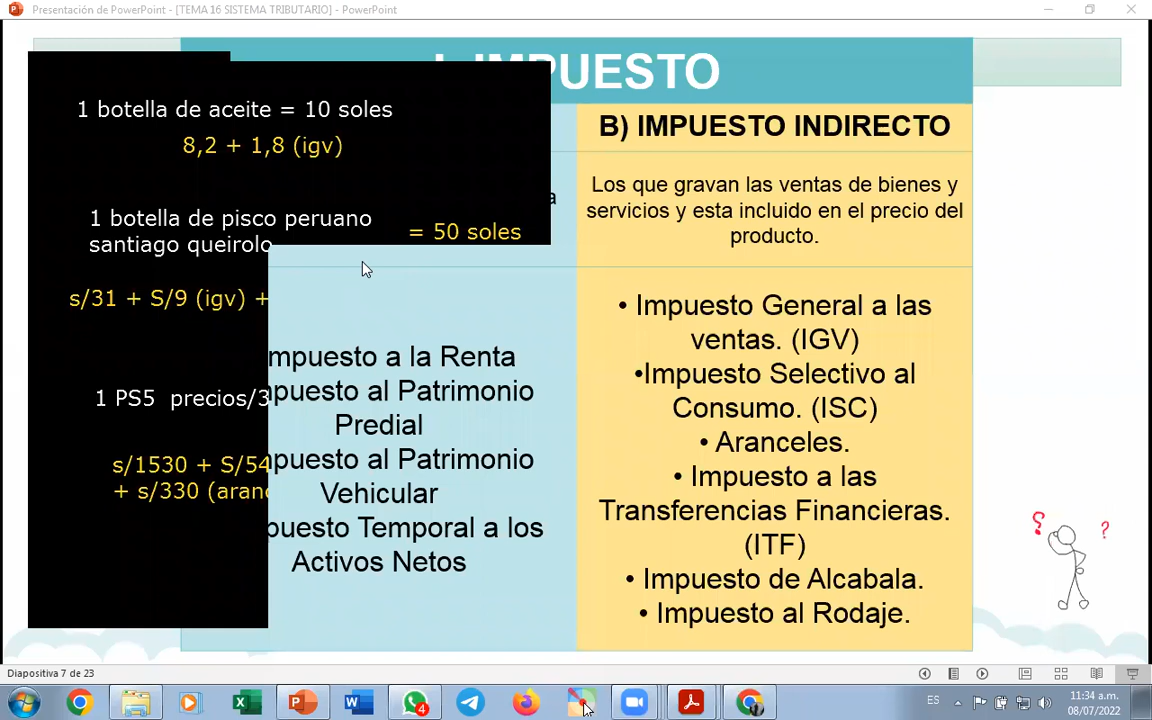 Presentación de PowerPoint - [TEMA 16 SISTEMA TRIBUTARIO] - PowerPoint
IMPUESTO
1 botella de aceite = 10 soles
8,2 + 1,8 (igv)
1 botella de pisco peruano
santiago queirolo
= 50 soles
s/31 + S/9 (igv) +
1 PS5 precios/3
s/1530 + S/54
+ s/330 (aran
mpuesto a la Renta
mpuesto al Patrimonio
Predial
mpuesto al Patrimonio
Vehicular
puesto Temporal a los
Activos Netos
B) IMPUESTO INDIRECTO
Los que gravan las ventas de bienes y
servicios y esta incluido en el precio del
producto.
• Impuesto General a las
ventas. (IGV)
•Impuesto Selectivo al
Consumo. (ISC)
• Aranceles.
• Impuesto a las
Transferencias Financieras.
(ITF)
• Impuesto de Alcabala.
• Impuesto al Rodaje.
? ?
Diapositiva 7 de 23
4
ES
11:34 a.m.
08/07/2022